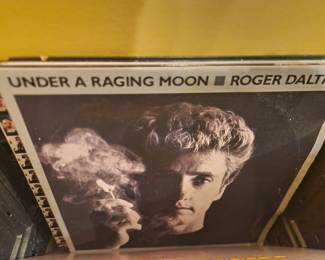 UNDER A RAGING MOON ■ ROGER DALT